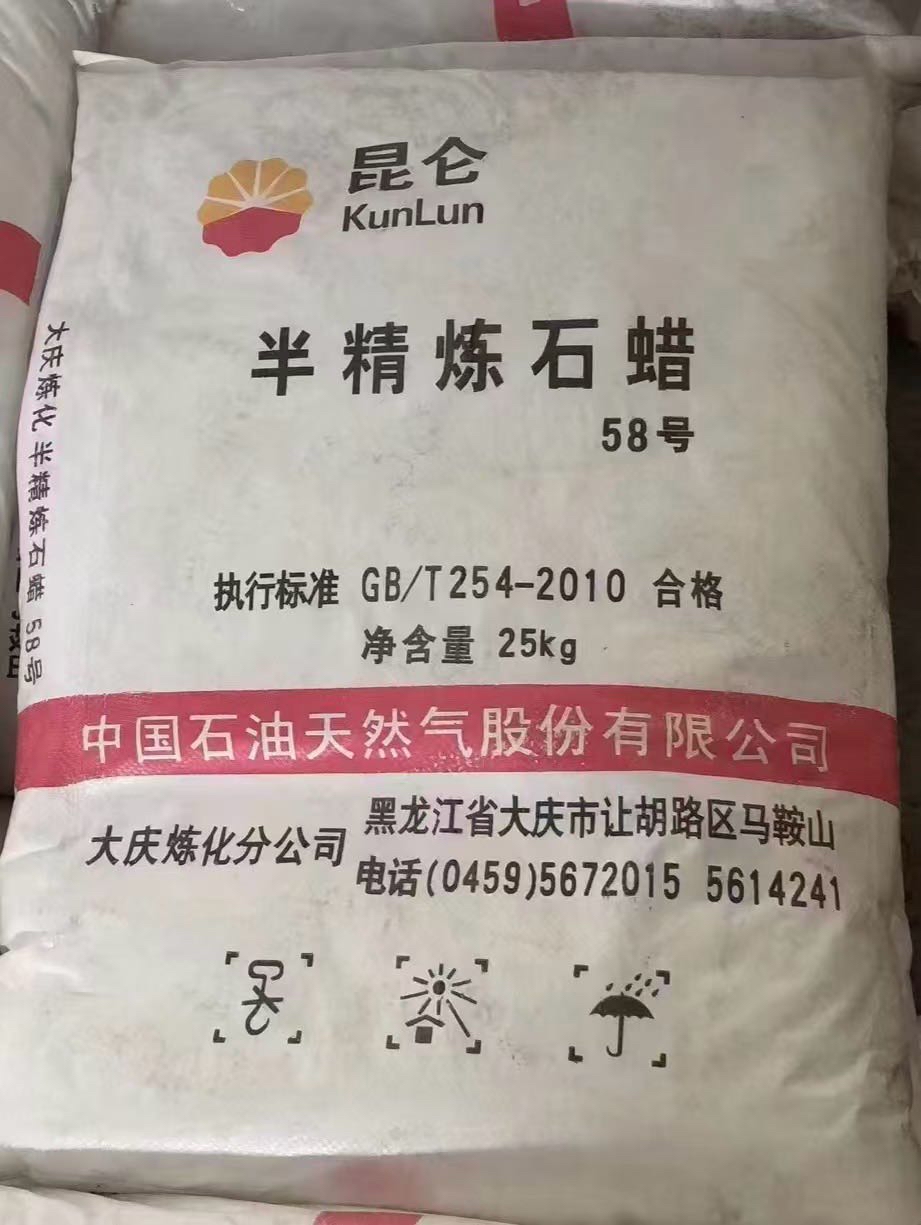 昆仑
KunLun
半精炼石蜡
58号
执行标准 GB/T254-2010 合格
净含量 25kg
中国石油天然气股份有限公司
大庆炼化分公司
黑龙江省大庆市让胡路区马鞍山
电话(0459)5672015 5614241
大庆炼化 半精炼石蜡 58号